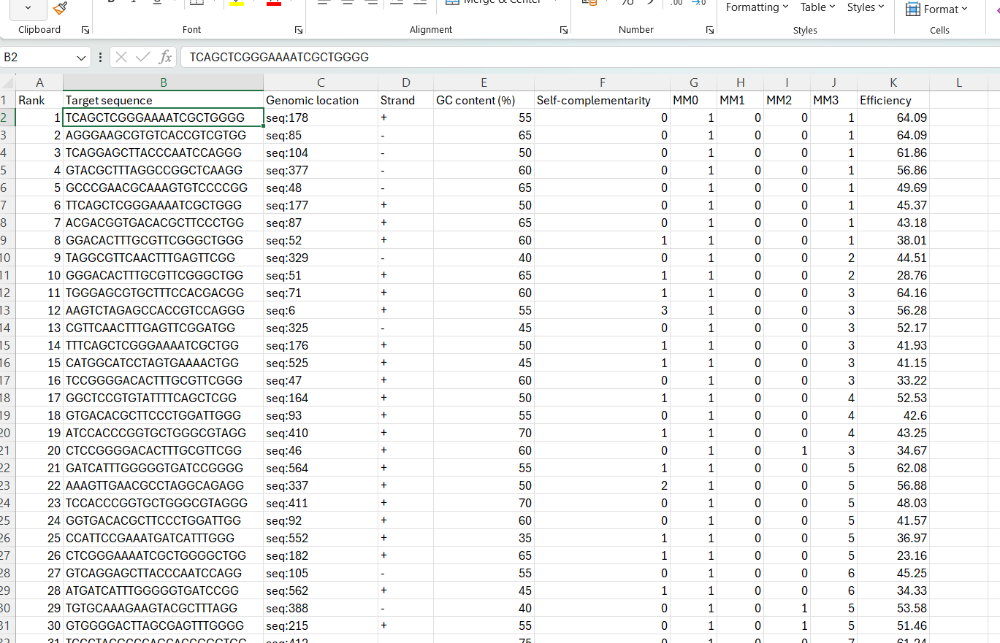 Merge & Center
% .00 →0
Formatting Table Styles Format
Clipboard Font Alignment Number Styles Cells
B2 fx TCAGCTCGGGAAAATCGCTGGGG
A B C D E F G H I J K L
1 Rank Target sequence Genomic location Strand GC content (%) Self-complementarity MM0 MM1 MM2 MM3 Efficiency
2 1 TCAGCTCGGGAAAATCGCTGGGG seq:178 + 55 0 1 0 0 1 64.09
3 2 AGGGAAGCGTGTCACCGTCGTGG seq:85 - 65 0 1 0 0 1 64.09
4 3 TCAGGAGCTTACCCAATCCAGGG seq:104 - 50 0 1 0 0 1 61.86
5 4 GTACGCTTTAGGCCGGCTCAAGG seq:377 - 60 0 1 0 0 1 56.86
6 5 GCCCGAACGCAAAGTGTCCCCGG seq:48 - 65 0 1 0 0 1 49.69
7 6 TTCAGCTCGGGAAAATCGCTGGG seq:177 + 50 0 1 0 0 1 45.37
8 7 ACGACGGTGACACGCTTCCCTGG seq:87 + 65 0 1 0 0 1 43.18
9 8 GGACACTTTGCGTTCGGGCTGGG seq:52 + 60 1 1 0 0 1 38.01
10 9 TAGGCGTTCAACTTTGAGTTCGG seq:329 - 40 0 1 0 0 2 44.51
11 10 GGGACACTTTGCGTTCGGGCTGG seq:51 + 65 1 1 0 0 2 28.76
12 11 TGGGAGCGTGCTTTCCACGACGG seq:71 + 60 1 1 0 0 3 64.16
13 12 AAGTCTAGAGCCACCGTCCAGGG seq:6 + 55 3 1 0 0 3 56.28
14 13 CGTTCAACTTTGAGTTCGGATGG seq:325 - 45 0 1 0 0 3 52.17
15 14 TTTCAGCTCGGGAAAATCGCTGG seq:176 + 50 1 1 0 0 3 41.93
16 15 CATGGCATCCTAGTGAAAACTGG seq:525 + 45 1 1 0 0 3 41.15
17 16 TCCGGGGACACTTTGCGTTCGGG seq:47 + 60 0 1 0 0 3 33.22
18 17 GGCTCCGTGTATTTTCAGCTCGG seq:164 + 50 1 1 0 0 4 52.53
19 18 GTGACACGCTTCCCTGGATTGGG seq:93 + 55 0 1 0 0 4 42.6
20 19 ATCCACCCGGTGCTGGGCGTAGG seq:410 + 70 1 1 0 0 4 43.25
21 20 CTCCGGGGACACTTTGCGTTCGG seq:46 + 60 0 1 0 1 3 34.67
22 21 GATCATTTGGGGGTGATCCGGGG seq:564 + 55 1 1 0 0 5 62.08
23 22 AAAGTTGAACGCCTAGGCAGAGG seq:337 + 50 2 1 0 0 5 56.88
24 23 TCCACCCGGTGCTGGGCGTAGGG seq:411 + 70 0 1 0 0 5 48.03
25 24 GGTGACACGCTTCCCTGGATTGG seq:92 + 60 0 1 0 0 5 41.57
26 25 CCATTCCGAAATGATCATTTGGG seq:552 + 35 1 1 0 0 5 36.97
27 26 CTCGGGAAAATCGCTGGGGCTGG seq:182 + 65 1 1 0 0 5 23.16
28 27 GTCAGGAGCTTACCCAATCCAGG seq:105 - 55 0 1 0 0 6 45.25
29 28 ATGATCATTTGGGGGTGATCCGG seq:562 + 45 1 1 0 0 6 34.33
30 29 TGTGCAAAGAAGTACGCTTTAGG seq:388 - 40 0 1 0 1 5 53.58
31 30 GTGGGGACTTAGCGAGTTTGGGG seq:215 + 55 0 1 0 1 5 51.46